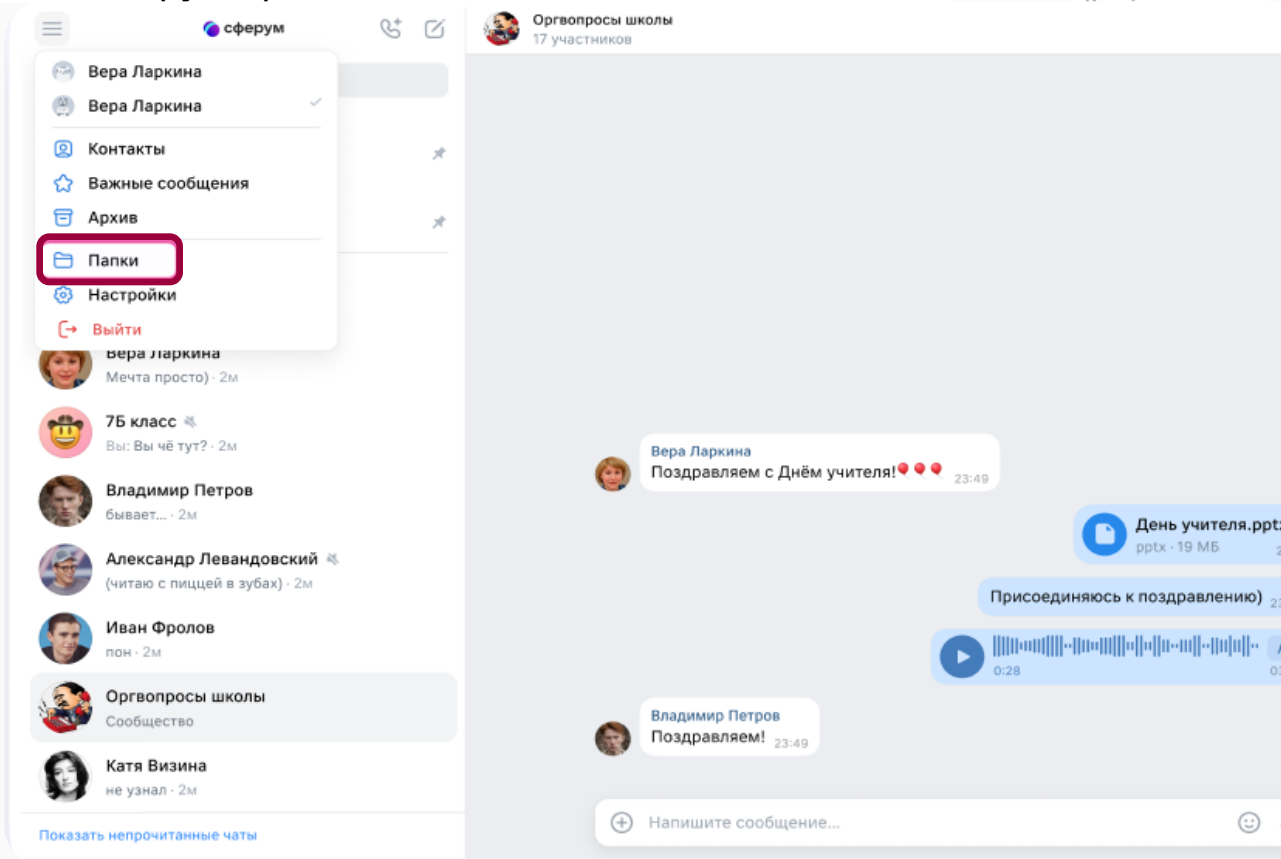 сферум
Вера Ларкина
Вера Ларкина
Контакты
Важные сообщения
Архив
Папки
Настройки
Выйти
Вера Ларкина
Мечта просто) · 2м
7Б класс
Вы: Вы чё тут? · 2м
Владимир Петров
бывает... · 2м
Александр Левандовский
(читаю с пиццей в зубах) · 2м
Иван Фролов
пон · 2м
Оргвопросы школы
Сообщество
Катя Визина
не узнал · 2м
Показать непрочитанные чаты
Оргвопросы школы
17 участников
Вера Ларкина
Поздравляем с Днём учителя!🎈🎈🎈 23:49
День учителя.ppt
pptx · 19 МБ
Присоединяюсь к поздравлению)
0:28
Владимир Петров
Поздравляем! 23:49
Напишите сообщение...